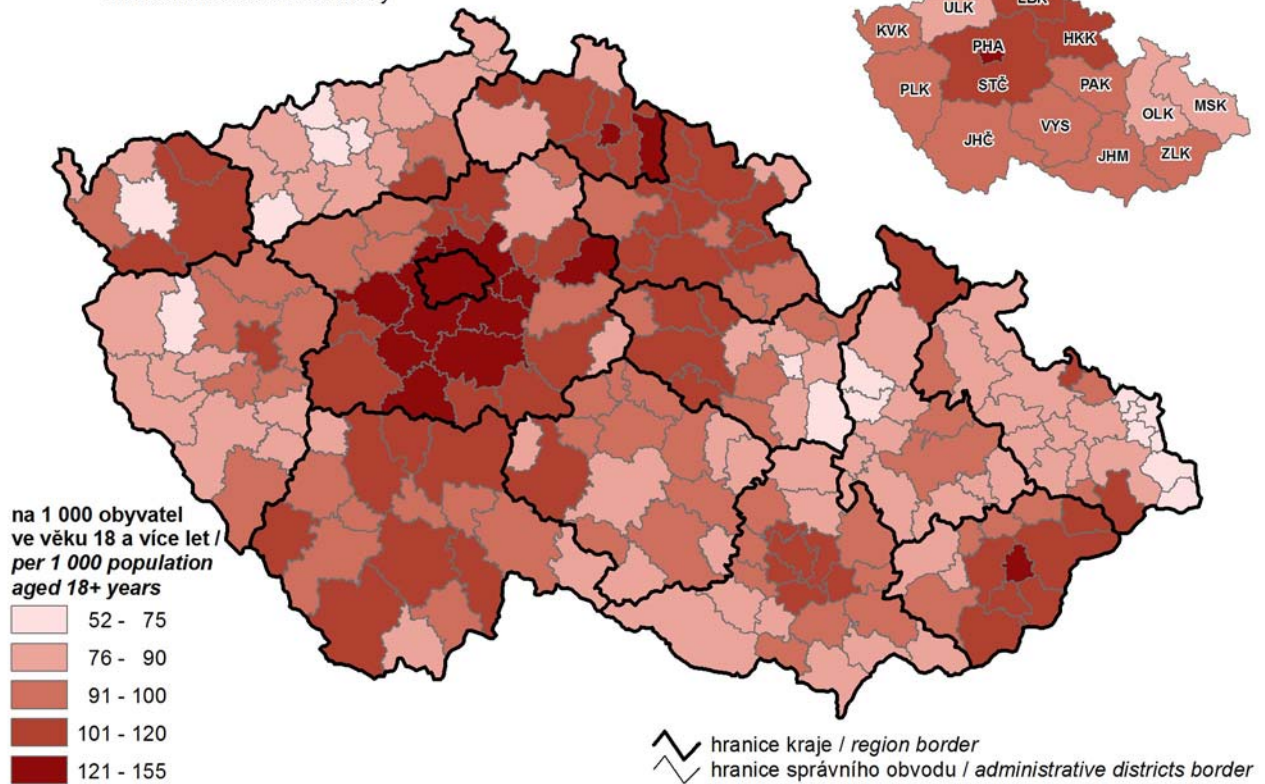 ULK
KVK
PHA
HKK
PLK
STČ
PAK
OLK
MSK
JHČ
VYS
JHM
ZLK
na 1 000 obyvatel
ve věku 18 a více let /
per 1 000 population
aged 18+ years
52 - 75
76 - 90
91 - 100
101 - 120
121 - 155
hranice kraje / region border
hranice správního obvodu / administrative districts border